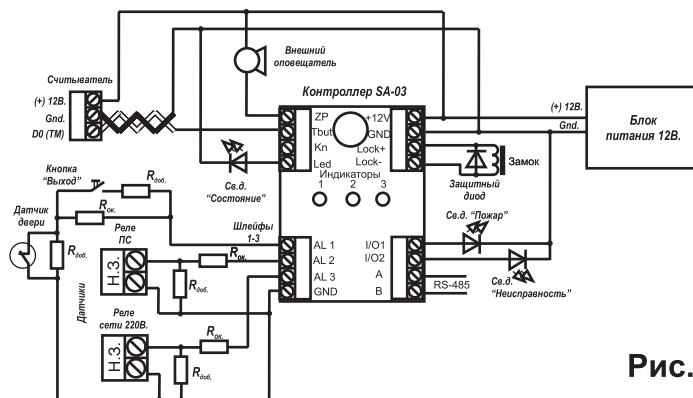 Внешний
оповещатель
Считыватель
(+) 12В.
Gnd.
D0 (TM)
Контроллер SA-03
ZP
Tbut
Kn
Led
+12V
GND
Lock+
Lock-
Индикаторы
1 2 3
(+) 12В.
Gnd.
Блок
питания 12В.
Замок
Защитный
диод
Св.д.
“Состояние”
Кнопка
“Выход”
Rдоб.
Rок.
Датчик
двери
Rдоб.
Реле
ПС
Н.З.
Шлейфы
1-3
Rок.
Rдоб.
AL 1
AL 2
AL 3
GND
I/O1
I/O2
A
B
RS-485
Св.д. “Пожар”
Св.д.
“Неисправность”
Датчики
Реле
сети 220В.
Н.З.
Rок.
Rдоб.
Рис.